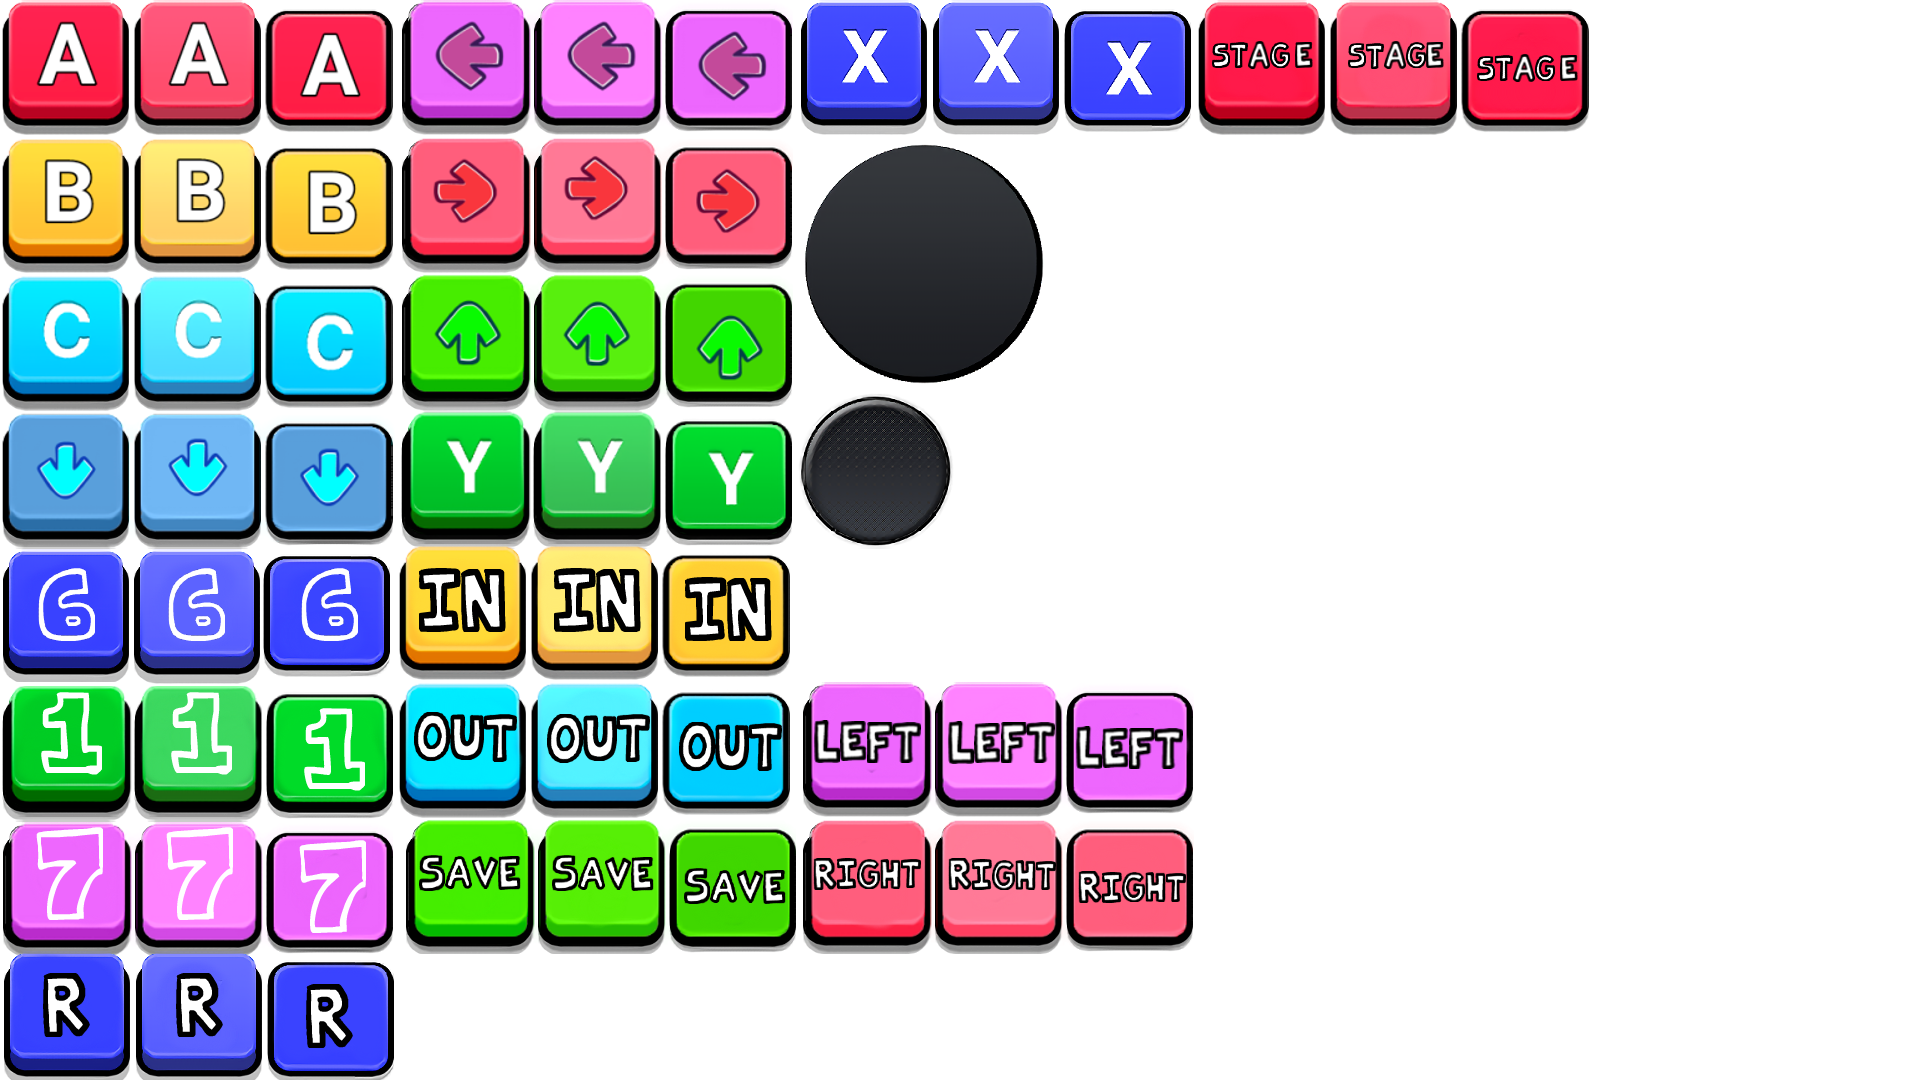 A A A X X X STAGE STAGE STAGE
B B B
C C C
Y Y Y
6 6 6 IN IN IN
1 1 1 OUT OUT OUT LEFT LEFT LEFT
7 7 7 SAVE SAVE SAVE RIGHT RIGHT RIGHT
R R R